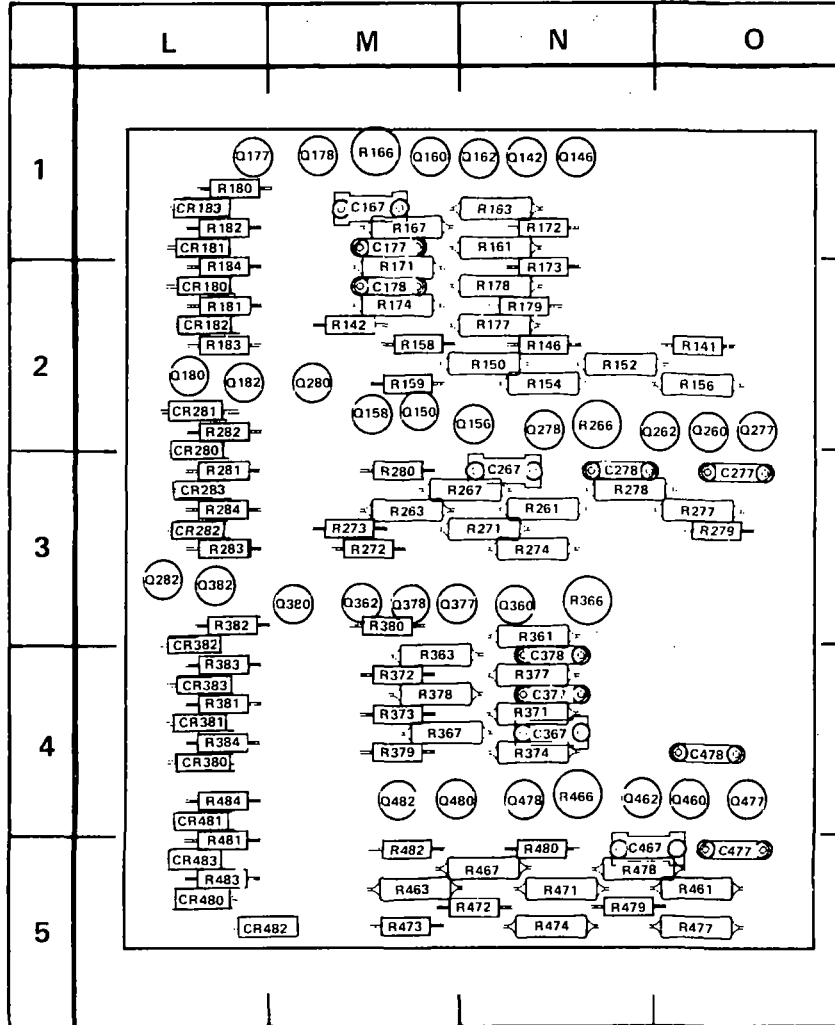 L M N O
1
Q177 Q178 R166 Q160 Q162 Q142 Q146
R180
CR183 C167 R163
R182 R167 R172
CR181 C177 R161
R184 R171 R173
CR180 C178 R178
R181 R174 R179
CR182 R142 R177
R183 R158 R146 R141
2
R150 R152
Q180 Q182 Q280 R159 R154 R156
CR281 Q158 Q150
R282 Q156 Q278 R266 Q262 Q260 Q277
CR280
R281 R280 C267 C278 C277
CR283 R267 R278
R284 R263 R261 R277
CR282 R273 R271 R279
3
R283 R272 R274
Q282 Q382
Q380 Q362 Q378 Q377 Q360 R366
R382 R380
R361
CR382 R363 C378
R383 R372 R377
CR383 R378 C377
R381 R373 R371
CR381 R367 C367
4
R384 R379 R374 C478
CR380
R484 Q482 Q480 Q478 R466 Q462 Q460 Q477
CR481
R481 R482 R480 C467 C477
CR483 R467 R478
R483 R463 R471 R461
CR480 R472 R479
5
CR482 R473 R474 R477